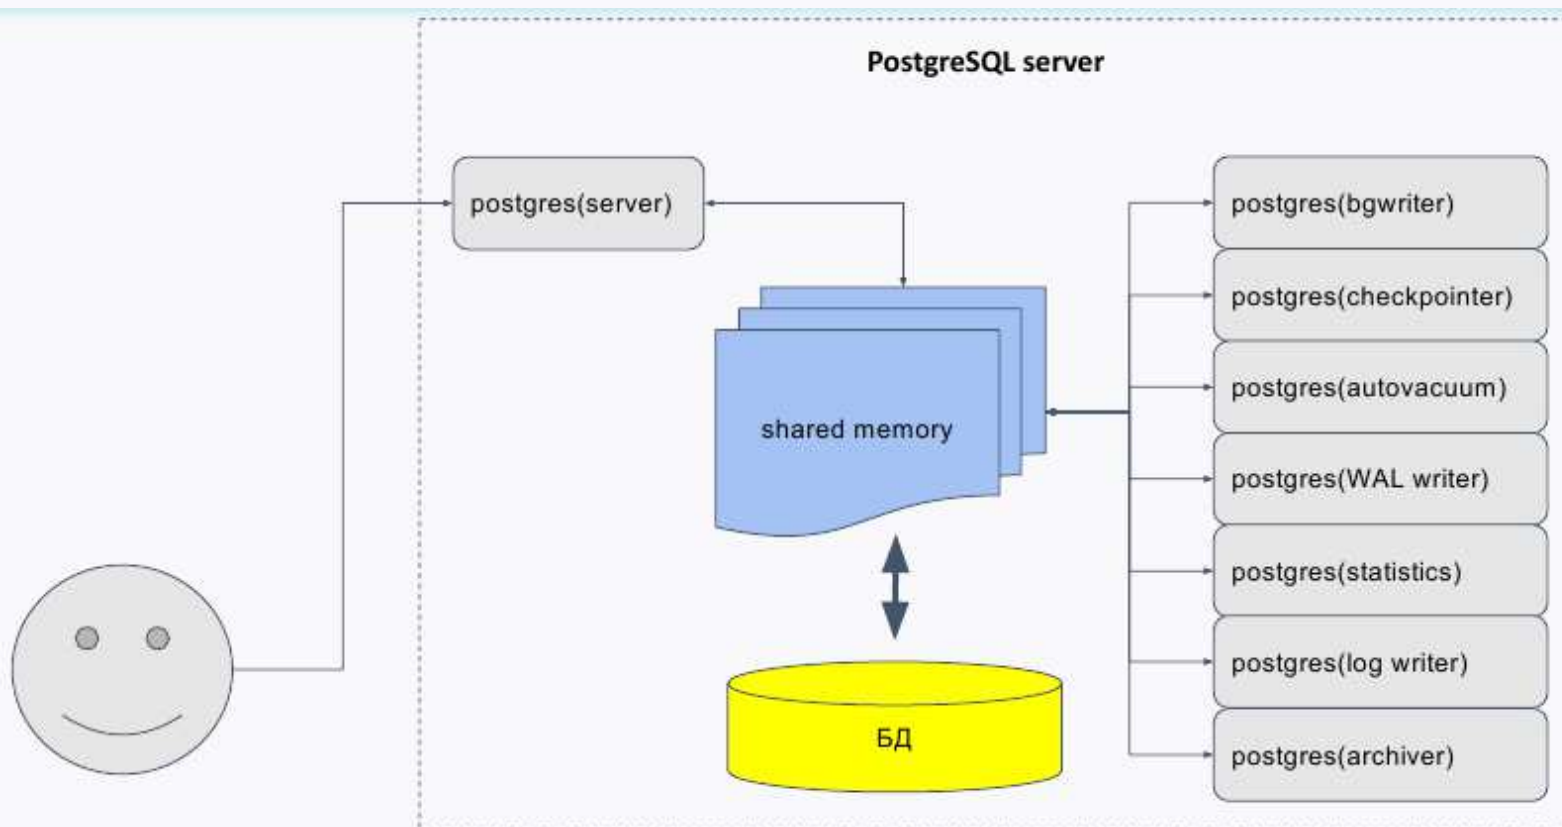 PostgreSQL server
postgres(server)
postgres(bgwriter)
postgres(checkpointer)
postgres(autovacuum)
shared memory
postgres(WAL writer)
postgres(statistics)
postgres(log writer)
БД
postgres(archiver)